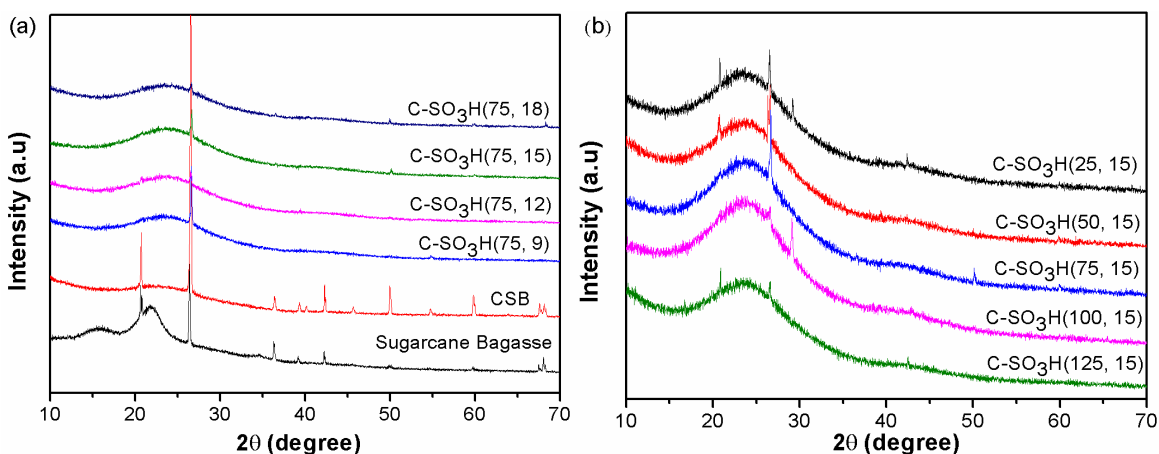 (a)
C-SO3H(75, 18)
C-SO3H(75, 15)
C-SO3H(75, 12)
C-SO3H(75, 9)
CSB
Sugarcane Bagasse
Intensity (a.u)
10 20 30 40 50 60 70
2θ (degree)
(b)
C-SO3H(25, 15)
C-SO3H(50, 15)
C-SO3H(75, 15)
C-SO3H(100, 15)
C-SO3H(125, 15)
Intensity (a.u)
10 20 30 40 50 60 70
2θ (degree)